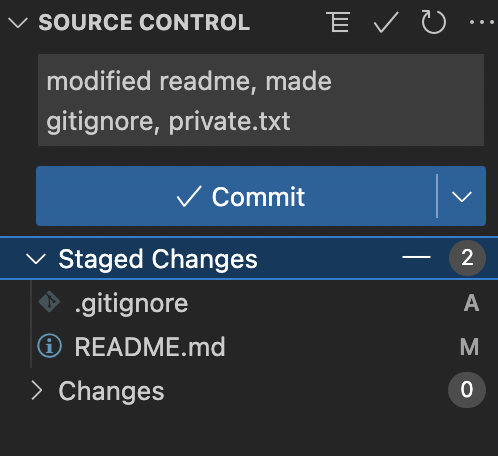 SOURCE CONTROL
modified readme, made
gitignore, private.txt
Commit
Staged Changes 2
.gitignore A
README.md M
Changes 0